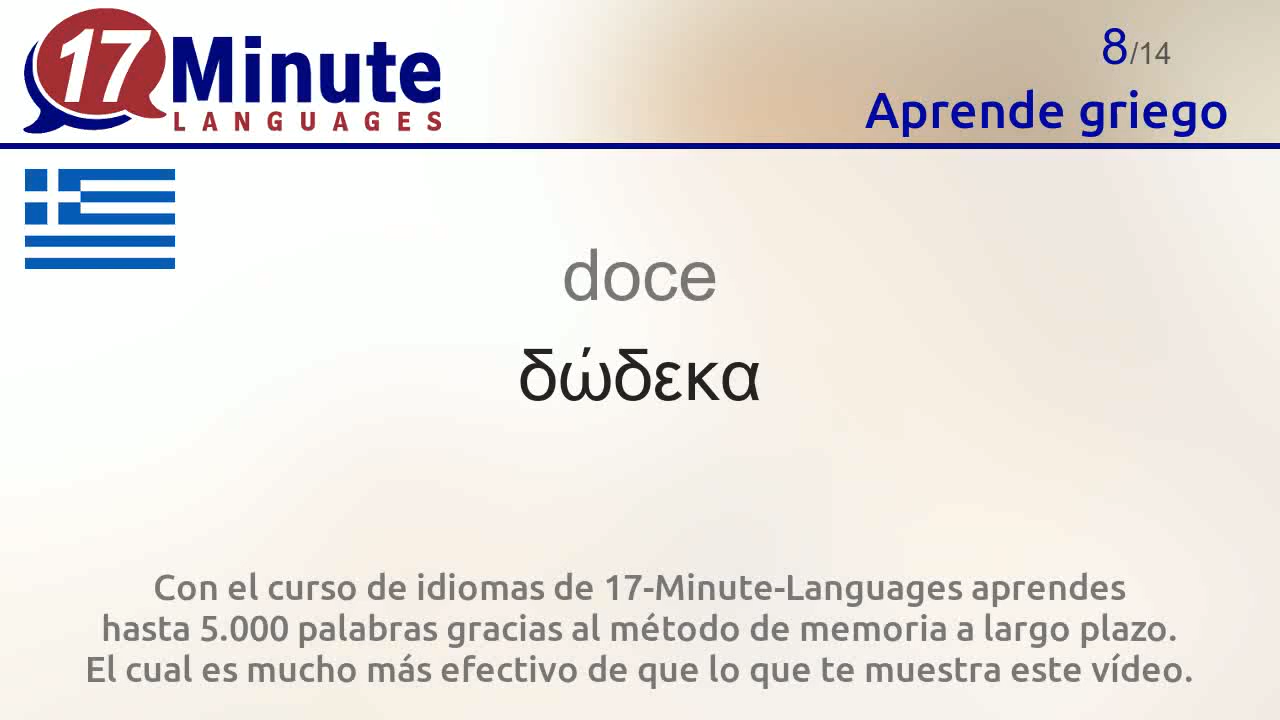 17 Minute
LANGUAGES
8/14
Aprende griego
doce
δώδεκα
Con el curso de idiomas de 17-Minute-Languages aprendes
hasta 5.000 palabras gracias al método de memoria a largo plazo.
El cual es mucho más efectivo de que lo que te muestra este vídeo.